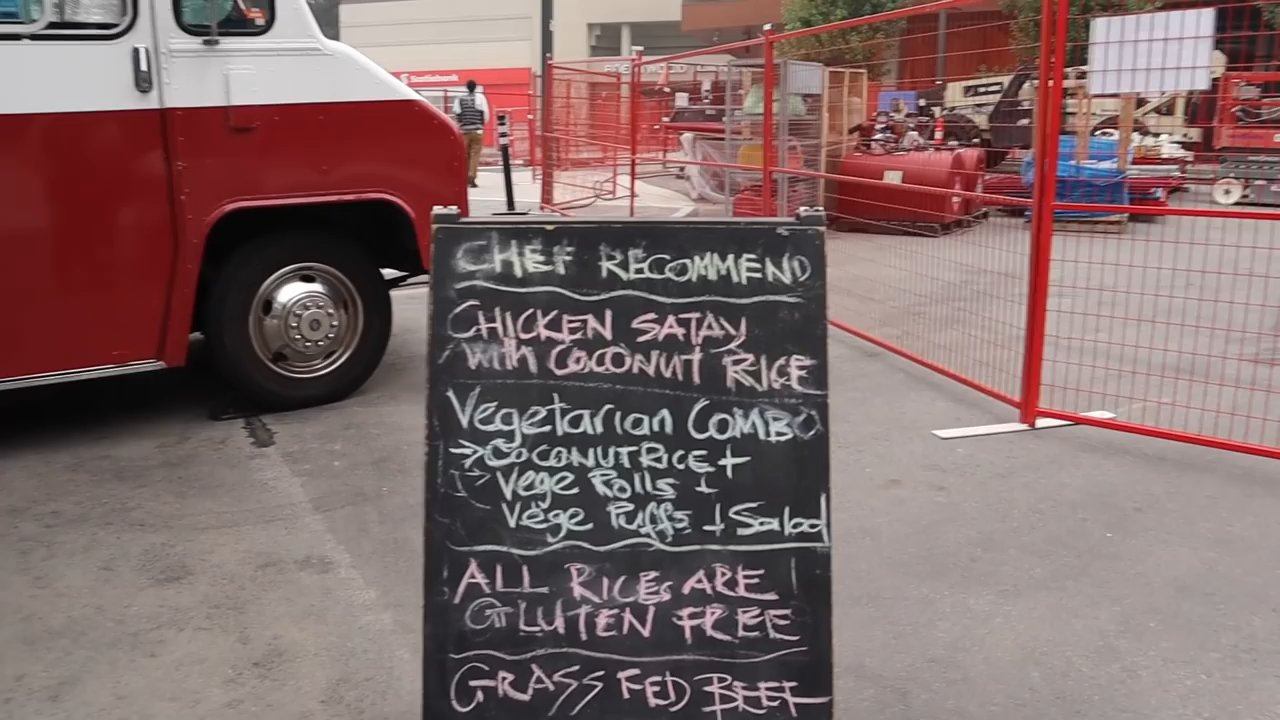 Scotiabank
CHEF RECOMMEND
CHICKEN SATAY
with COCONUT RICE
Vegetarian COMBO
→COCONUT RICE +
Vege Rolls +
Vege Puffs + Salad
ALL RICES ARE
GLUTEN FREE
GRASS FED BEEF